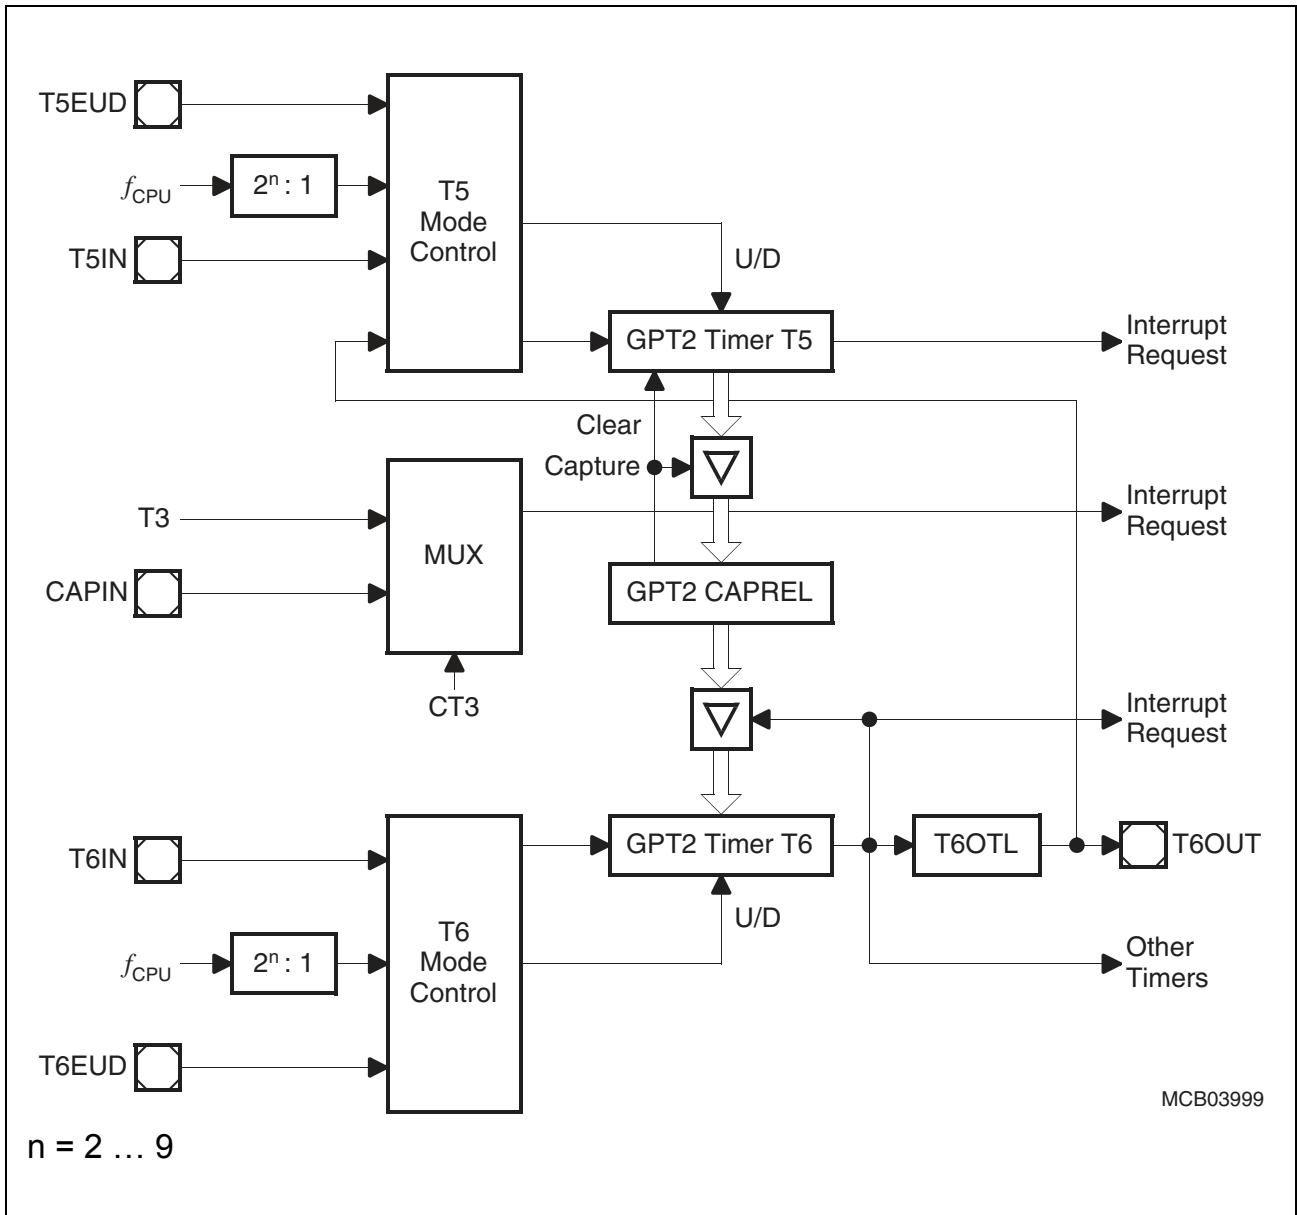 T5EUD
fCPU
2ⁿ : 1
T5IN
T5
Mode
Control
U/D
GPT2 Timer T5
Interrupt
Request
Clear
Capture
T3
CAPIN
MUX
CT3
Interrupt
Request
GPT2 CAPREL
Interrupt
Request
T6IN
fCPU
2ⁿ : 1
T6EUD
T6
Mode
Control
GPT2 Timer T6
U/D
T6OTL
T6OUT
Other
Timers
MCB03999
n = 2 … 9